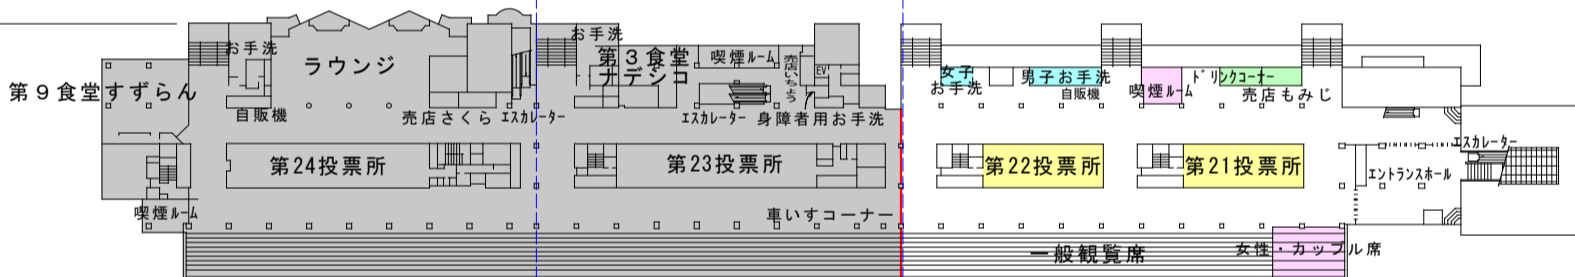 お手洗
ラウンジ
第９食堂すずらん
自販機
売店さくら
ｴｽｶﾚｰﾀｰ
お手洗
第３食堂
ナデシコ
喫煙ﾙｰﾑ
売店いちょう
EV
ｴｽｶﾚｰﾀｰ
身障者用お手洗
女子
お手洗
男子お手洗
自販機
喫煙ﾙｰﾑ
ﾄﾞﾘﾝｸｺｰﾅｰ
売店もみじ
ｴｽｶﾚｰﾀｰ
第24投票所
第23投票所
第22投票所
第21投票所
ｴﾝﾄﾗﾝｽﾎｰﾙ
喫煙ﾙｰﾑ
車いすコーナー
一般観覧席
女性・カップル席